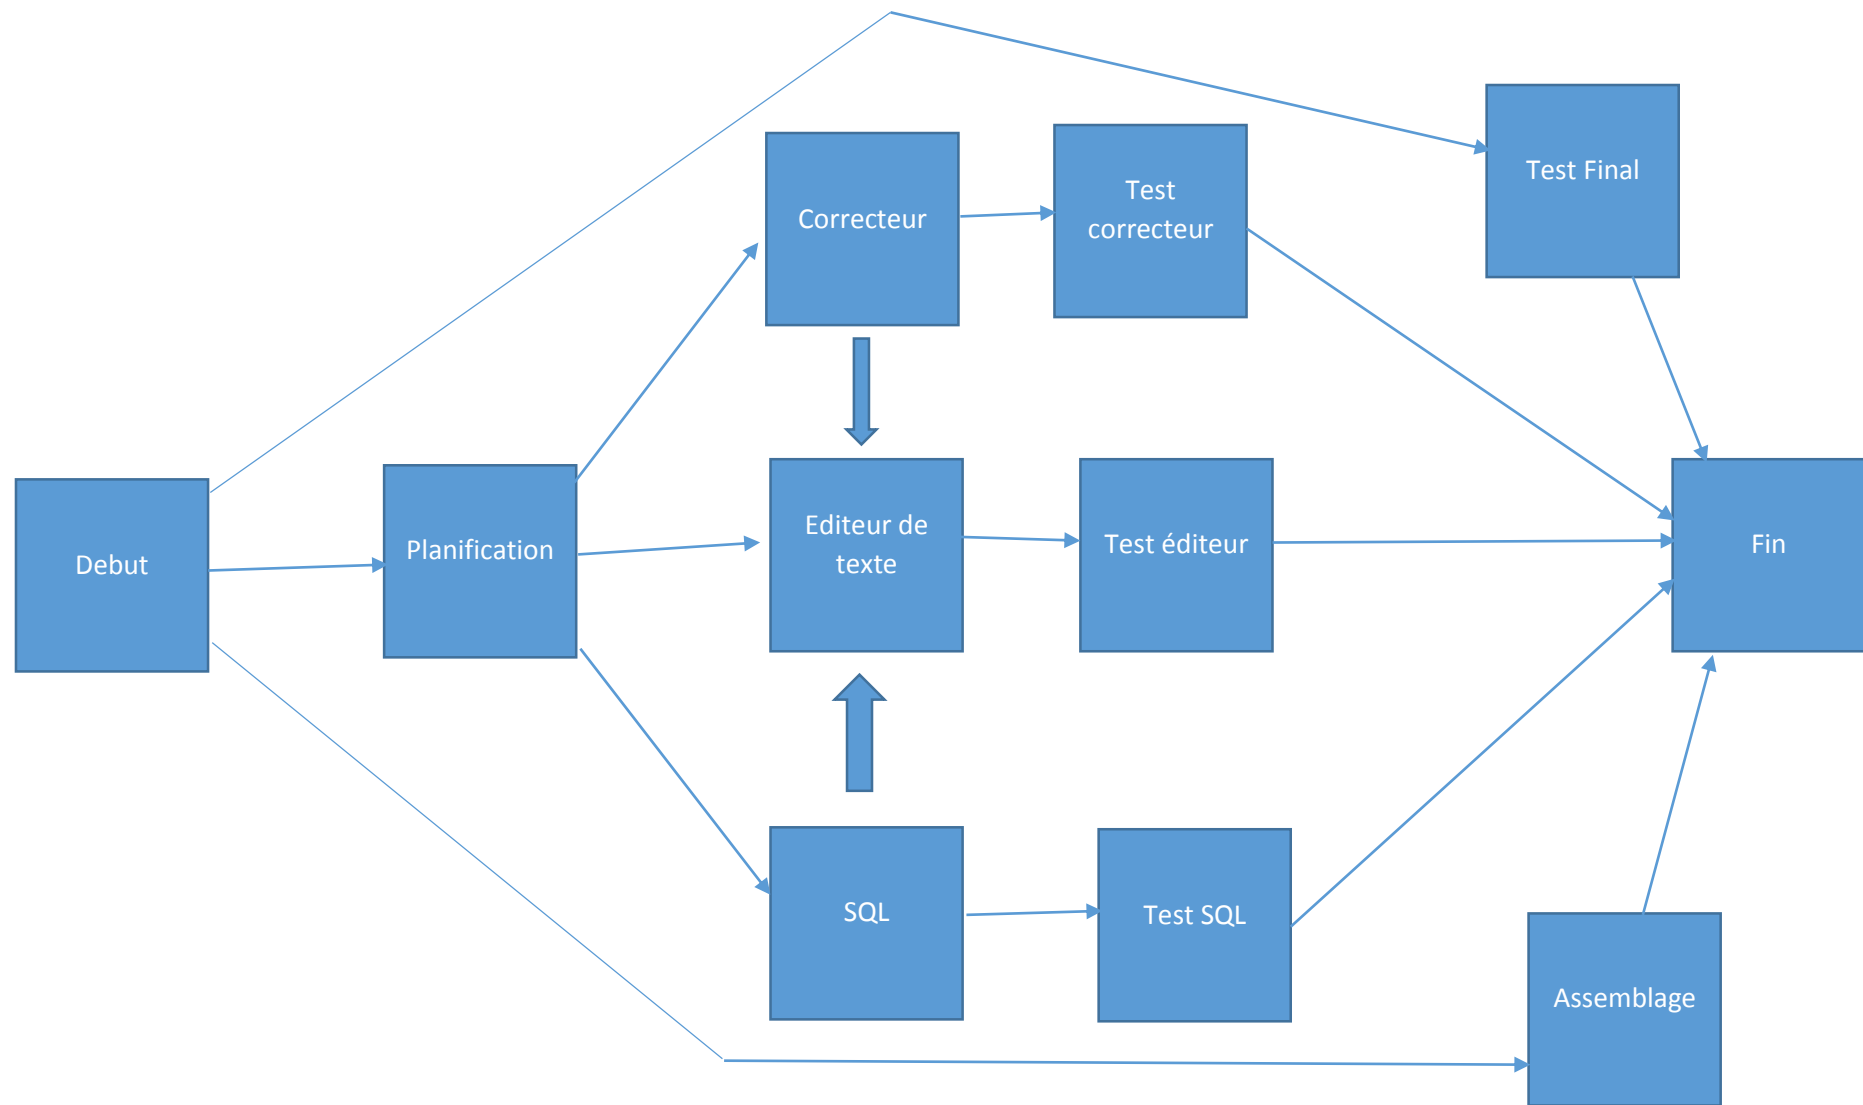 Test Final
Correcteur
Test
correcteur
Debut
Planification
Editeur de
texte
Test éditeur
Fin
SQL
Test SQL
Assemblage